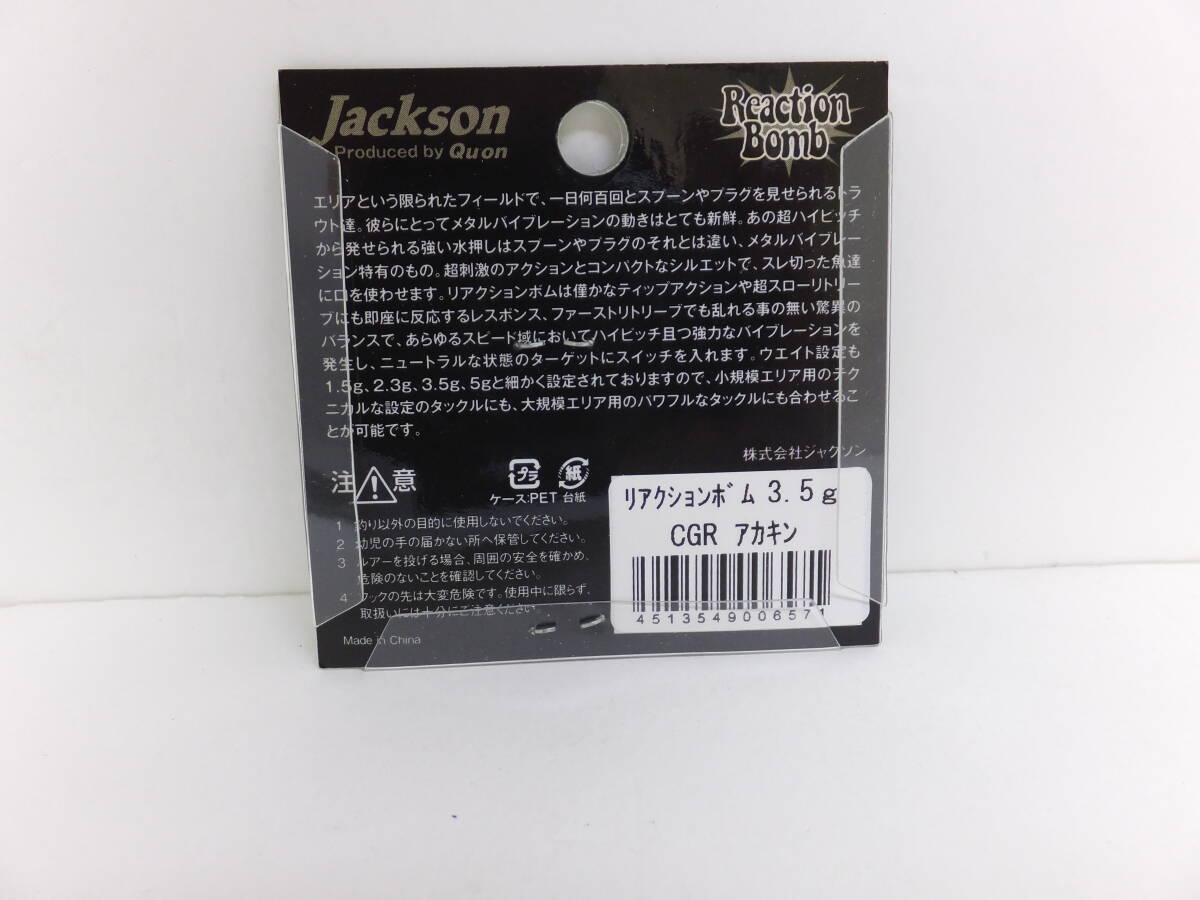 Jackson
Produced by Quon
Reaction
Bomb
エリアという限られたフィールドで、一日何百回とスプーンやプラグを見せられるトラ
ウト達。彼らにとってメタルバイブレーションの動きはとても新鮮。あの超ハイピッチ
から発せられる強い水押しはスプーンやプラグのそれとは違い、メタルバイブレー
ション特有のもの。超刺激のアクションとコンパクトなシルエットで、スレ切った魚達
に口を使わせます。リアクションボムは僅かなティップアクションや超スローリトリー
ブにも即座に反応するレスポンス、ファーストリトリーブでも乱れる事の無い驚異の
バランスで、あらゆるスピード域においてハイピッチ且つ強力なバイブレーションを
発生し、ニュートラルな状態のターゲットにスイッチを入れます。ウエイト設定も
1.5g、2.3g、3.5g、5gと細かく設定されておりますので、小規模エリア用のテク
ニカルな設定のタックルにも、大規模エリア用のパワフルなタックルにも合わせるこ
とが可能です。
株式会社ジャクソン
注 意
プラ 紙
ケース:PET 台紙
1 釣り以外の目的に使用しないでください。
2 幼児の手の届かない所へ保管してください。
3 ルアーを投げる場合、周囲の安全を確かめ、
危険のないことを確認してください。
4 フックの先は大変危険です。使用中に限らず、
取扱いには十分にご注意ください。
Made in China
ﾘｱｸｼｮﾝﾎﾞﾑ 3.5g
CGR ｱｶｷﾝ
4513549006571